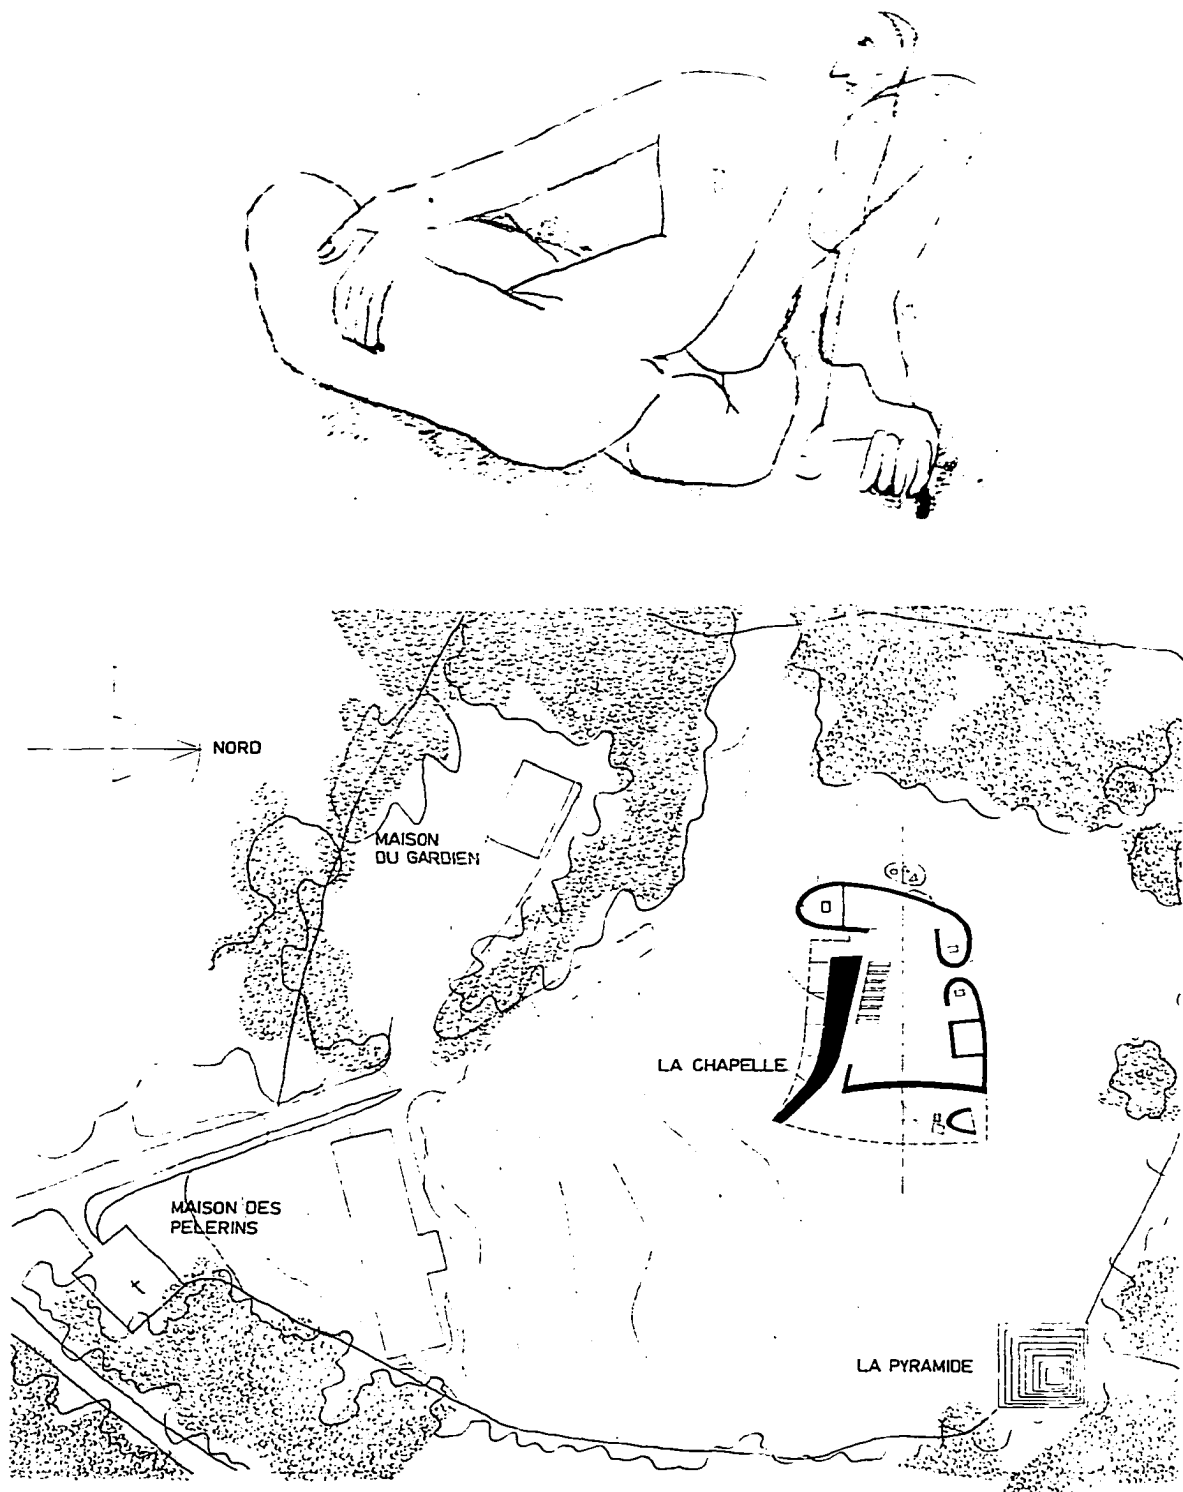 NORD
MAISON
DU GARDIEN
LA CHAPELLE
MAISON DES
PELERINS
LA PYRAMIDE